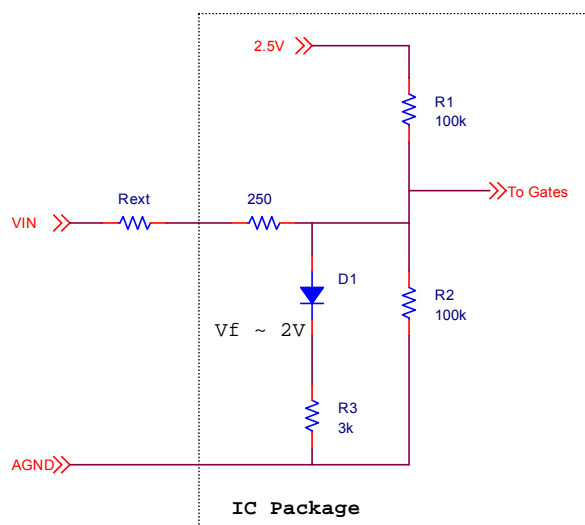 2.5V
R1
100k
To Gates
Rext
250
VIN
D1
R2
100k
Vf ~ 2V
R3
3k
AGND
IC Package